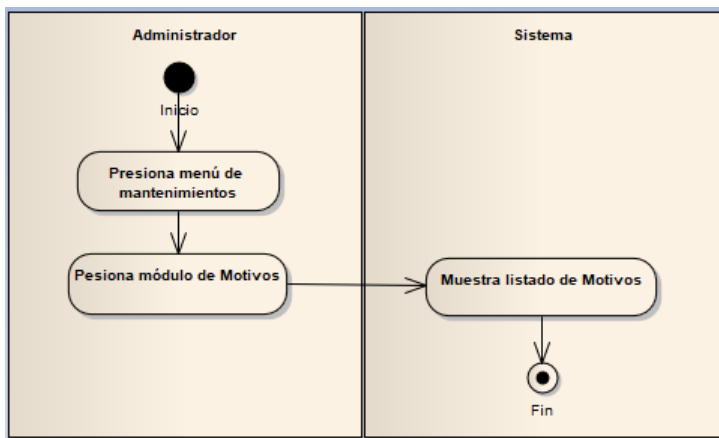 Administrador
Sistema
Inicio
Presiona menú de
mantenimientos
Pesiona módulo de Motivos
Muestra listado de Motivos
Fin